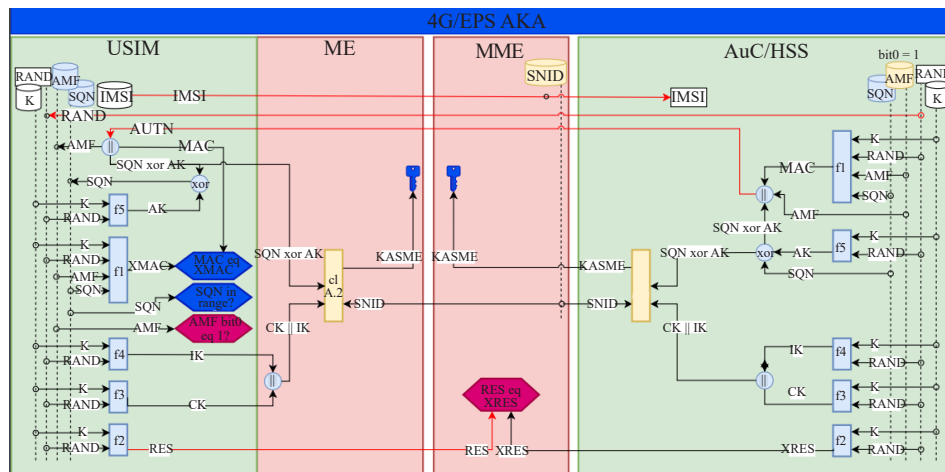 4G/EPS AKA
USIM ME MME AuC/HSS
bit0 = 1
RAND AMF SNID AMF RAND
K SQN IMSI IMSI IMSI SQN K
RAND
AUTN K
AMF || MAC MAC f1 RAND
SQN xor AK AMF
SQN xor || SQN
K f5 AK AMF
RAND SQN xor AK K
f5
K SQN xor AK SQN xor AK xor AK RAND
RAND f1 XMAC MAC eq
XMAC KASME KASME KASME SQN
AMF cl
A.2
SQN SQN in
range? SNID SNID
SQN
AMF AMF bit0
eq 1? CK || IK CK || IK
K f4 IK IK f4 K
RAND RAND
K f3 CK || RES eq
XRES || CK f3 K
RAND RAND
K f2 f2 K
RAND RES RES XRES XRES RAND